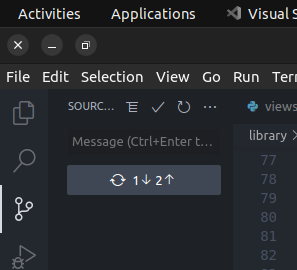 Activities Applications Visual S
File Edit Selection View Go Run Tern
SOURC... views
Message (Ctrl+Enter t... library
77
1↓ 2↑ 78
79
80
81
82